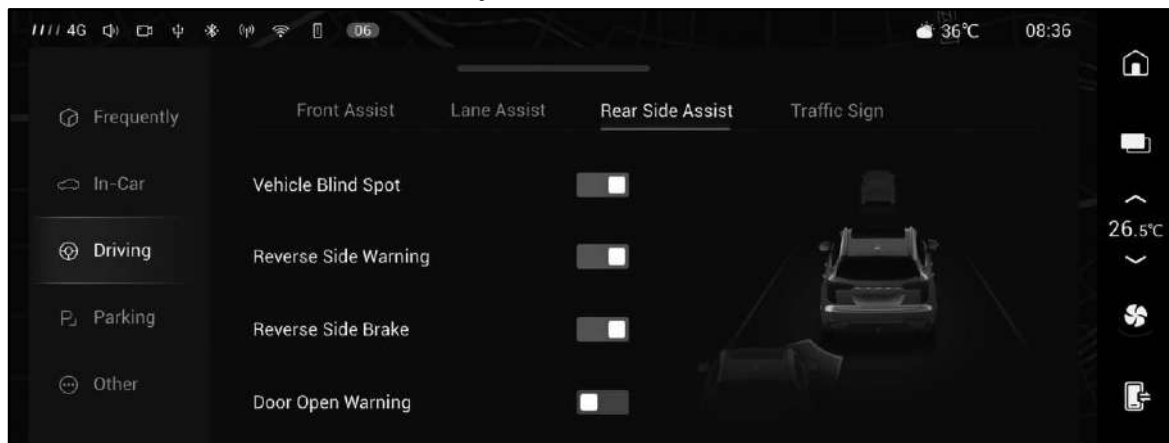 4G 06 36°C 08:36
Front Assist Lane Assist Rear Side Assist Traffic Sign
Frequently
In-Car
Driving
Parking
Other
Vehicle Blind Spot
Reverse Side Warning
Reverse Side Brake
Door Open Warning
26.5°C